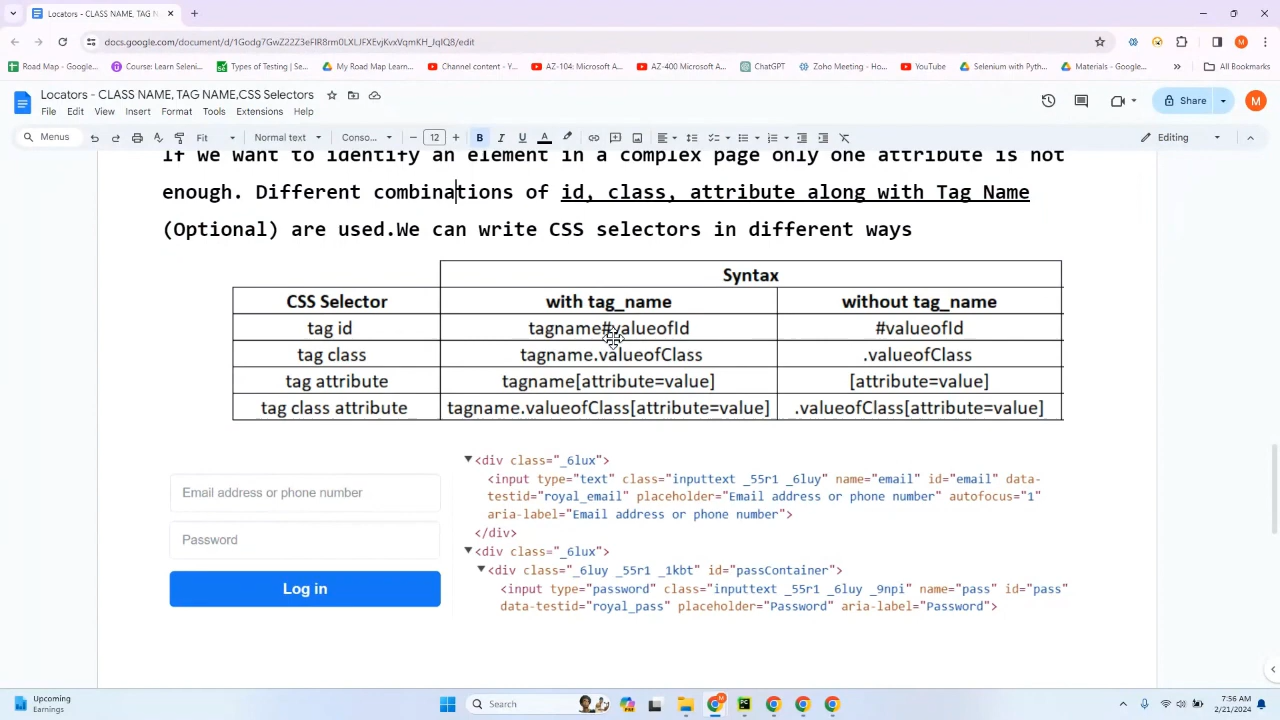 Locators - CLASS NAME, TAG N
docs.google.com/document/d/1Godg7GwZ22Z3eFIR8rm0LXLJFXEvjKvxVqmKH_JqIQ8/edit
Road Map - Google...
Course: Learn Seleni...
Types of Testing | Se...
My Road Map Learn...
Channel content - Y...
AZ-104: Microsoft A...
AZ-400 Microsoft A...
ChatGPT
Zoho Meeting - Ho...
YouTube
Selenium with Pyth...
Materials - Google...
All Bookmarks
Locators - CLASS NAME, TAG NAME,CSS Selectors
File Edit View Insert Format Tools Extensions Help
Share
M
Menus
Fit
Normal text
Conso...
12
B I U A
Editing
If we want to identify an element in a complex page only one attribute is not
enough. Different combinations of id, class, attribute along with Tag Name
(Optional) are used.We can write CSS selectors in different ways
Syntax
CSS Selector with tag_name without tag_name
tag id tagname#valueofId #valueofId
tag class tagname.valueofClass .valueofClass
tag attribute tagname[attribute=value] [attribute=value]
tag class attribute tagname.valueofClass[attribute=value] .valueofClass[attribute=value]
Email address or phone number
Password
Log in
<div class="_6lux">
<input type="text" class="inputtext _55r1 _6luy" name="email" id="email" data-
testid="royal_email" placeholder="Email address or phone number" autofocus="1"
aria-label="Email address or phone number">
</div>
<div class="_6lux">
<div class="_6luy _55r1 _1kbt" id="passContainer">
<input type="password" class="inputtext _55r1 _6luy _9npi" name="pass" id="pass"
data-testid="royal_pass" placeholder="Password" aria-label="Password">
Upcoming
Earnings
Search
7:56 AM
2/21/2024